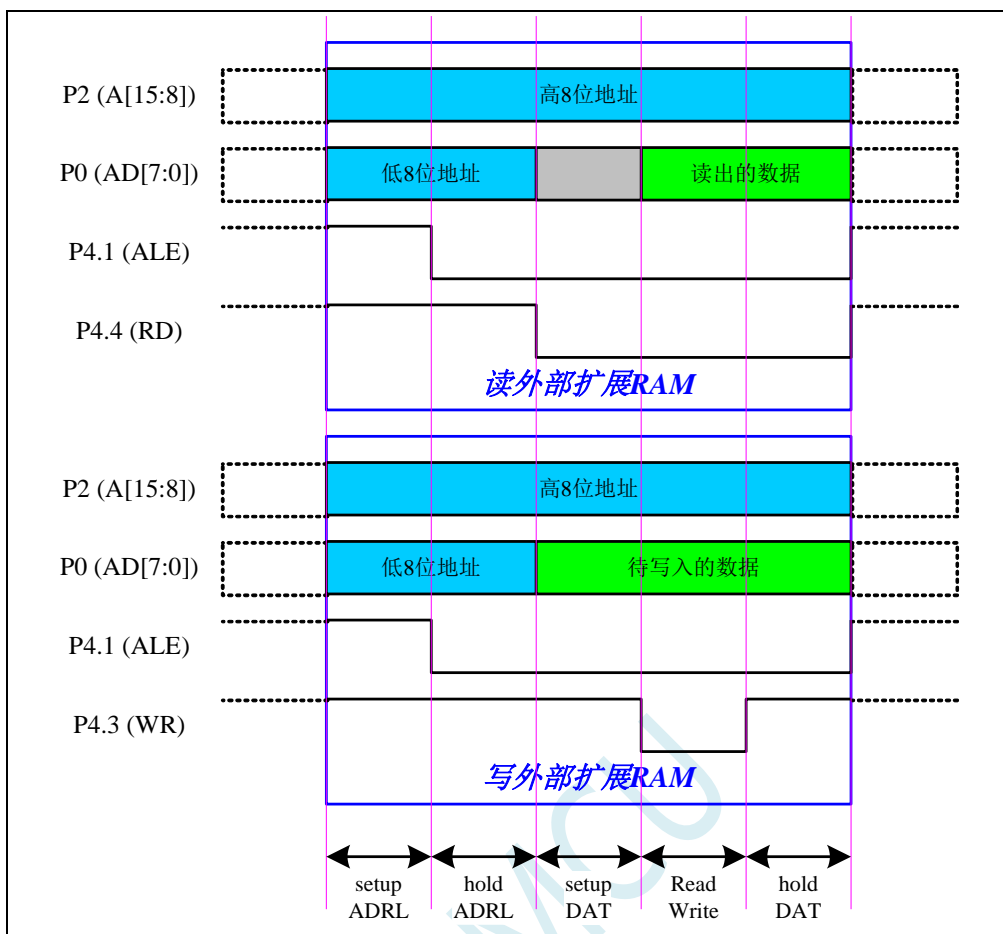 P2 (A[15:8])
高8位地址
P0 (AD[7:0])
低8位地址
读出的数据
P4.1 (ALE)
P4.4 (RD)
读外部扩展RAM
P2 (A[15:8])
高8位地址
P0 (AD[7:0])
低8位地址
待写入的数据
P4.1 (ALE)
P4.3 (WR)
写外部扩展RAM
setup hold setup Read hold
ADRL ADRL DAT Write DAT
MCU